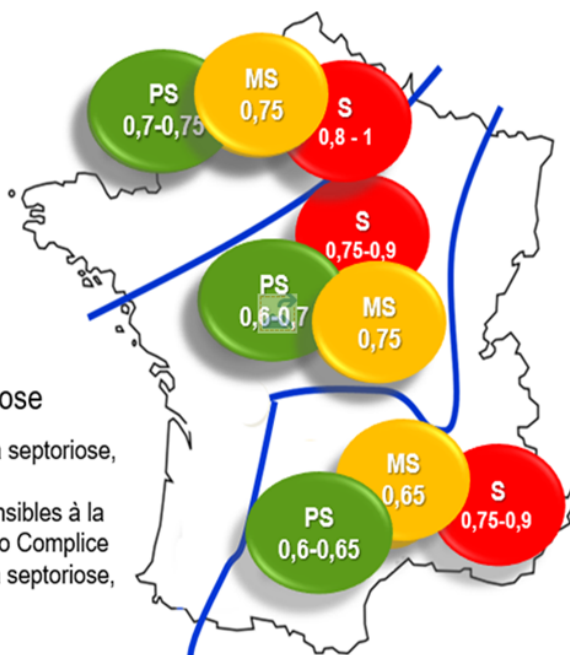 PS
0,7-0,75
MS
0,75
S
0,8 - 1
S
0,75-0,9
PS
0,6-0,7
MS
0,75
ose
septoriose,
nsibles à la
o Complice
septoriose,
MS
0,65
S
0,75-0,9
PS
0,6-0,65